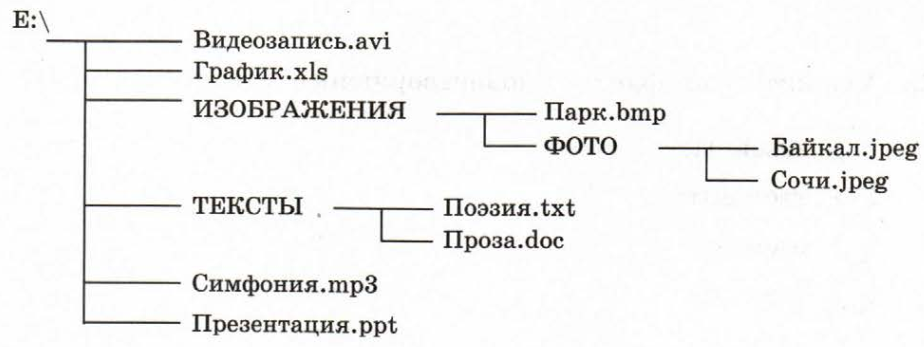 E:\
Видеозапись.avi
График.xls
ИЗОБРАЖЕНИЯ
Парк.bmp
ФОТО
Байкал.jpeg
Сочи.jpeg
ТЕКСТЫ
Поэзия.txt
Проза.doc
Симфония.mp3
Презентация.ppt